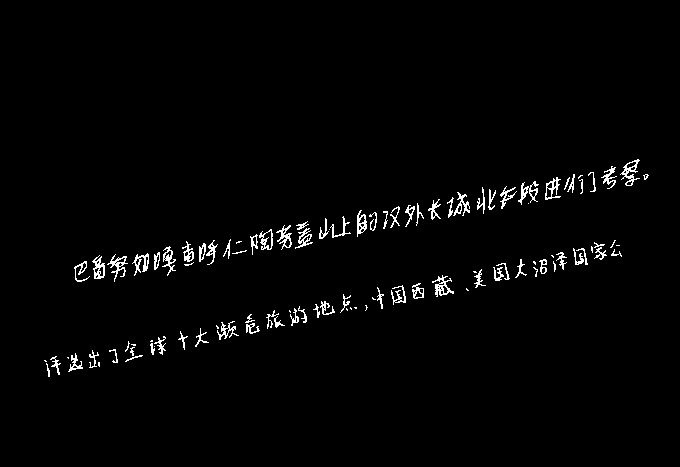 巴音努如嘎查呼仁陶勒盖山上的汉外长城北线段进行了考察。
评选出了全球十大濒危旅游地点，中国西藏、美国大沼泽国家公